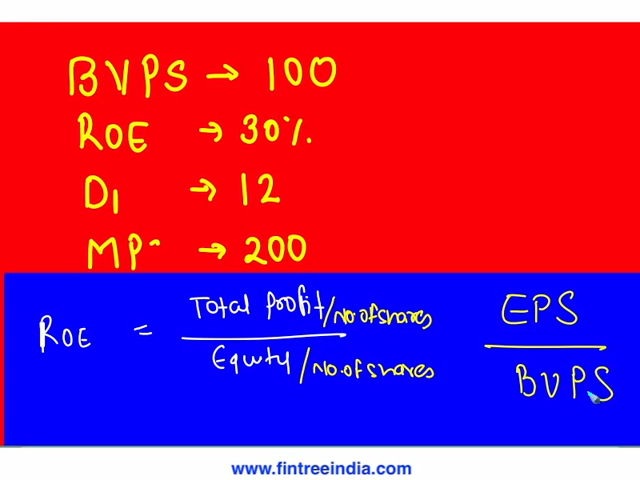 BVPS → 100
ROE → 30%
D1 → 12
MP → 200
ROE = Total profit/No of shares / Equity/No. of shares
EPS / BVPS
www.fintreeindia.com